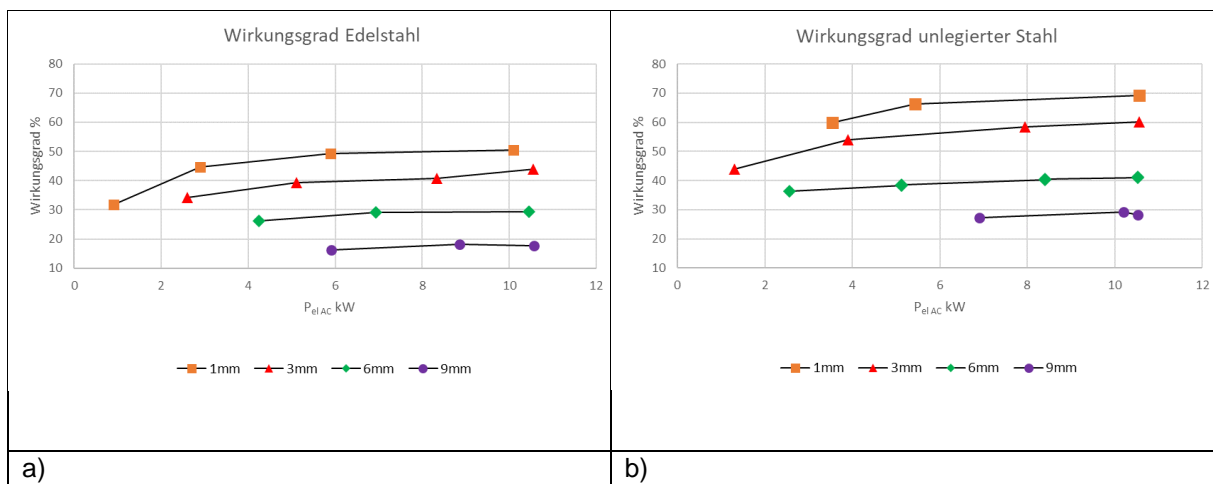 Wirkungsgrad Edelstahl
80
70
60
50
40
30
20
10
Wirkungsgrad %
0 2 4 6 8 10 12
P el AC kW
1mm 3mm 6mm 9mm
a)
Wirkungsgrad unlegierter Stahl
80
70
60
50
40
30
20
10
Wirkungsgrad %
0 2 4 6 8 10 12
P el AC kW
1mm 3mm 6mm 9mm
b)